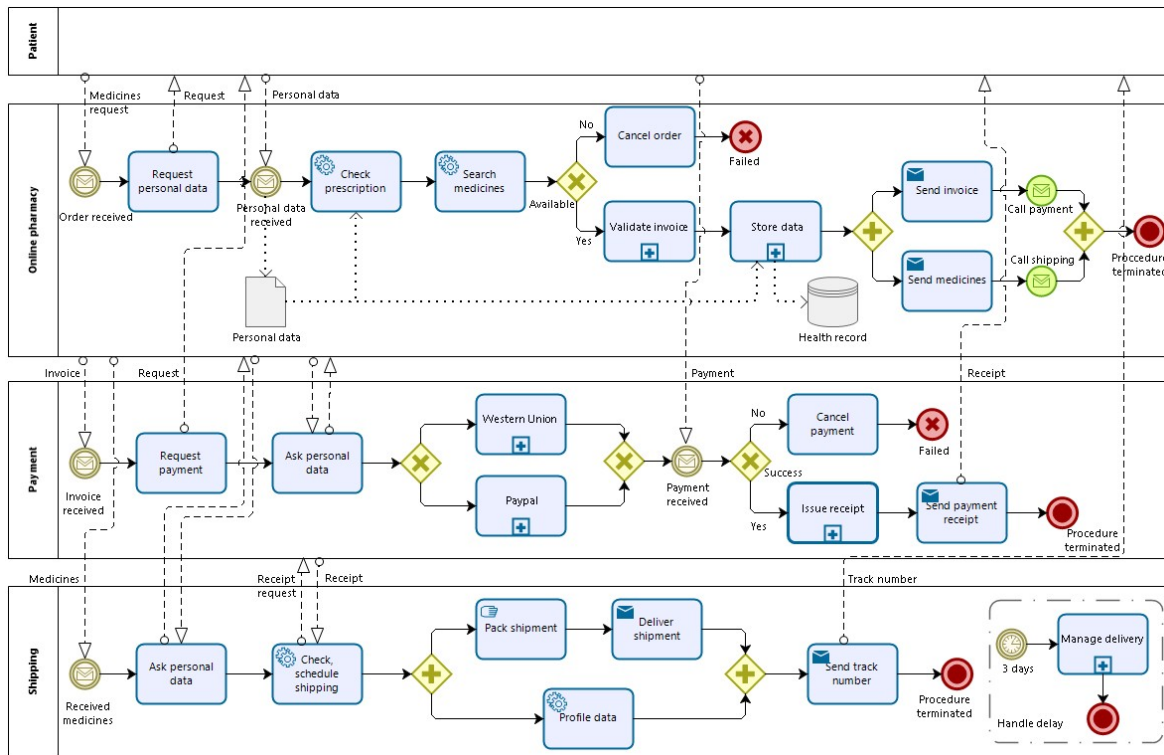 Patient
Medicines
request
Request
Personal data
Online pharmacy
Order received
Request
personal data
Personal data
received
Check
prescription
Search
medicines
Available
No
Cancel order
Failed
Yes
Validate invoice
Store data
Send invoice
Call payment
Send medicines
Call shipping
Proccedure
terminated
Personal data
Health record
Invoice
Request
Payment
Receipt
Payment
Invoice
received
Request
payment
Ask personal
data
Western Union
Paypal
Payment
received
Success
No
Cancel
payment
Failed
Yes
Issue receipt
Send payment
receipt
Procedure
terminated
Medicines
Receipt
request
Receipt
Track number
Shipping
Received
medicines
Ask personal
data
Check,
schedule
shipping
Pack shipment
Deliver
shipment
Profile data
Send track
number
Procedure
terminated
3 days
Manage delivery
Handle delay